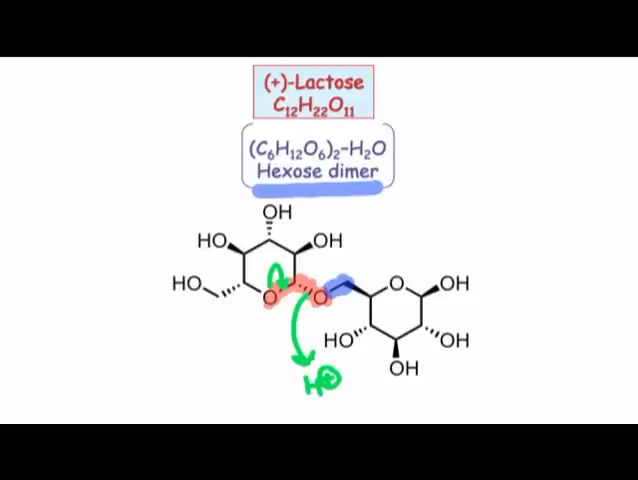 (+)-Lactose
C₁₂H₂₂O₁₁
(C₆H₁₂O₆)₂-H₂O
Hexose dimer
OH
HO
OH
HO
O
O
O
OH
HO
OH
OH
H⊕